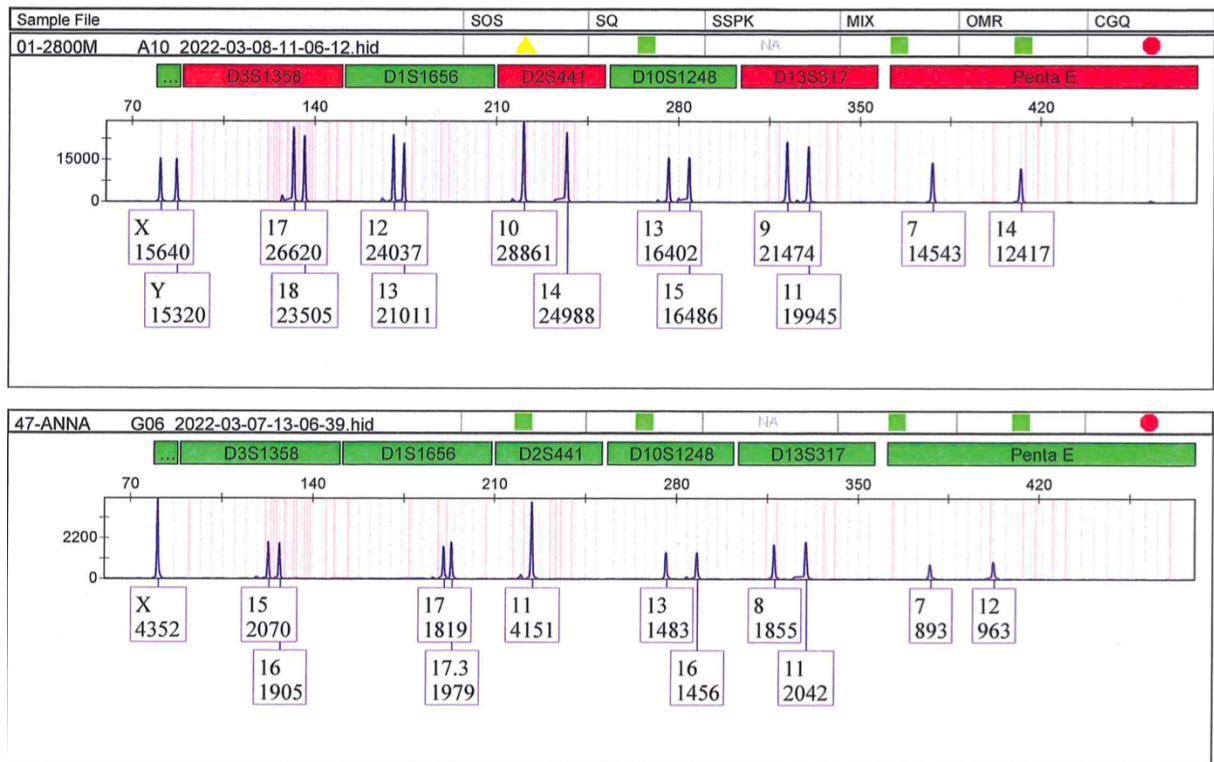 Sample File SOS SQ SSPK MIX OMR CGQ
01-2800M A10_2022-03-08-11-06-12.hid NA
... D3S1358 D1S1656 D2S441 D10S1248 D13S317 Penta E
70 140 210 280 350 420
15000
0
X 17 12 10 13 9 7 14
15640 26620 24037 28861 16402 21474 14543 12417
Y 18 13 14 15 11
15320 23505 21011 24988 16486 19945
47-ANNA G06_2022-03-07-13-06-39.hid NA
... D3S1358 D1S1656 D2S441 D10S1248 D13S317 Penta E
70 140 210 280 350 420
2200
0
X 15 17 11 13 8 7 12
4352 2070 1819 4151 1483 1855 893 963
16 17.3 16 11
1905 1979 1456 2042